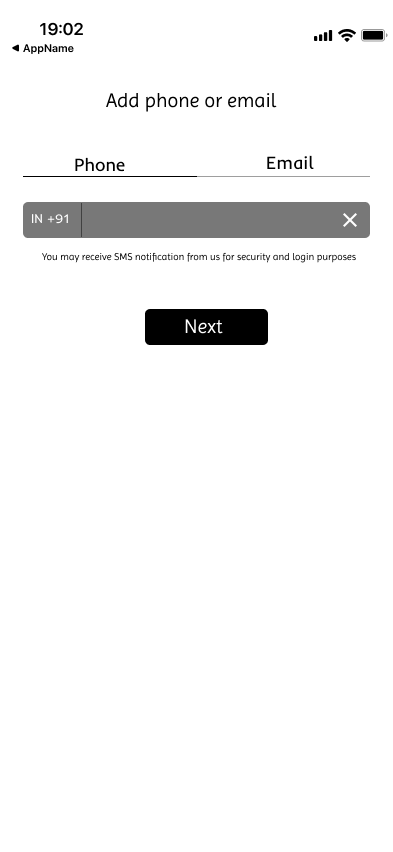 19:02
AppName
Add phone or email
Phone Email
IN +91
You may receive SMS notification from us for security and login purposes
Next